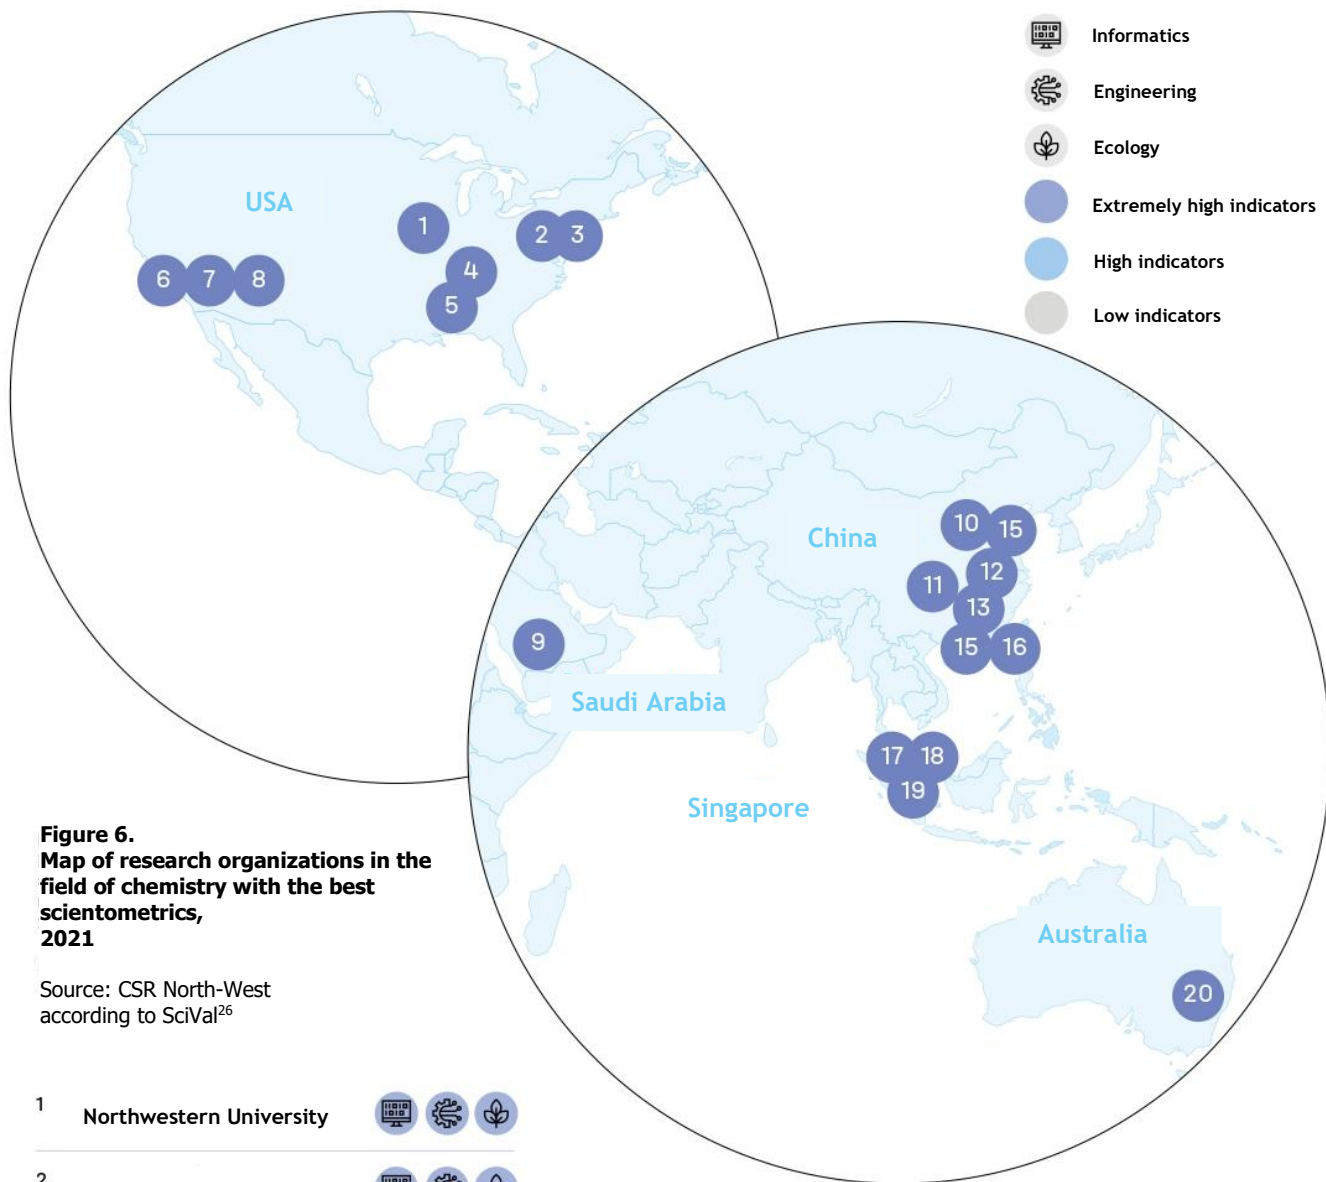 Informatics
Engineering
Ecology
Extremely high indicators
High indicators
Low indicators
USA
1
2
3
4
5
6
7
8
China
10
15
12
11
13
15
16
9
Saudi Arabia
17
18
19
Singapore
Australia
20
Figure 6.
Map of research organizations in the
field of chemistry with the best
scientometrics,
2021
Source: CSR North-West
according to SciVal26
1 Northwestern University
2